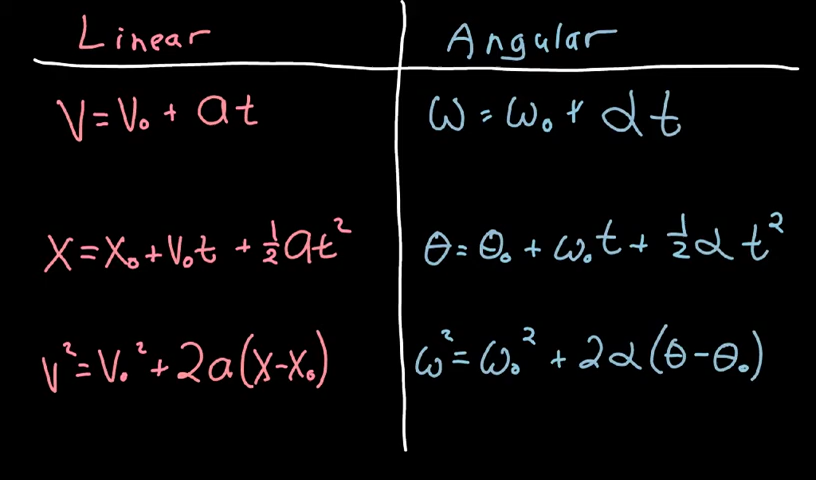 Linear Angular
V = V₀ + at ω = ω₀ + αt
X = X₀ + V₀t + ½at² θ = θ₀ + ω₀t + ½αt²
V² = V₀² + 2a(X - X₀) ω² = ω₀² + 2α(θ - θ₀)